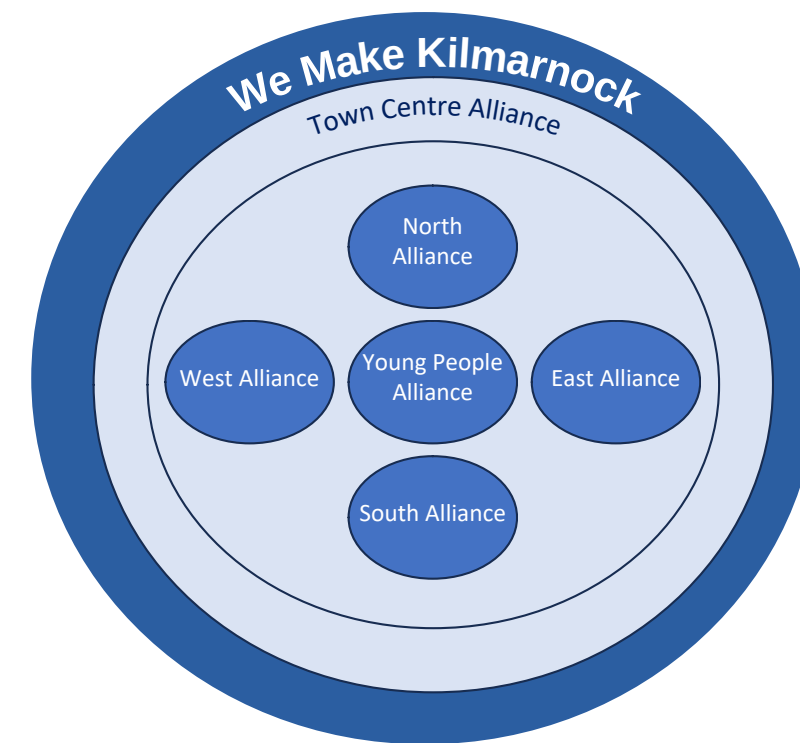 We Make Kilmarnock
Town Centre Alliance
North
Alliance
West Alliance
Young People
Alliance
East Alliance
South Alliance